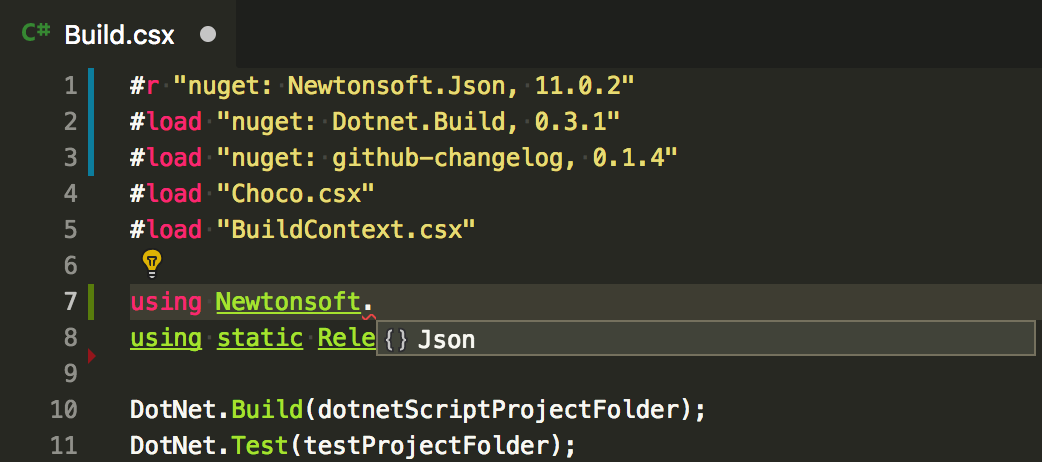 C# Build.csx
1 #r "nuget: Newtonsoft.Json, 11.0.2"
2 #load "nuget: Dotnet.Build, 0.3.1"
3 #load "nuget: github-changelog, 0.1.4"
4 #load "Choco.csx"
5 #load "BuildContext.csx"
6
7 using Newtonsoft.
8 using static Rele
{} Json
9
10 DotNet.Build(dotnetScriptProjectFolder);
11 DotNet.Test(testProjectFolder);